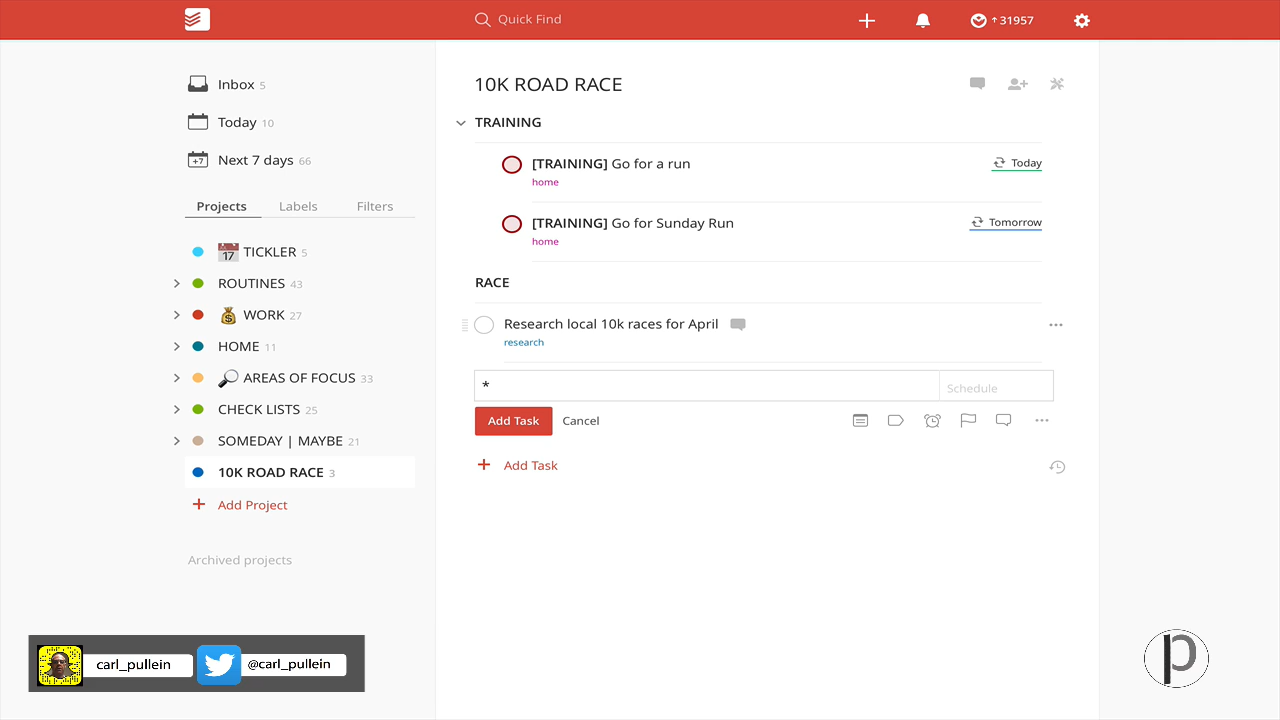 Quick Find
31957
Inbox 5
Today 10
Next 7 days 66
Projects Labels Filters
17 TICKLER 5
ROUTINES 43
WORK 27
HOME 11
AREAS OF FOCUS 33
CHECK LISTS 25
SOMEDAY | MAYBE 21
10K ROAD RACE 3
+ Add Project
Archived projects
10K ROAD RACE
TRAINING
[TRAINING] Go for a run Today
home
[TRAINING] Go for Sunday Run Tomorrow
home
RACE
Research local 10k races for April
research
* Schedule
Add Task Cancel
+ Add Task
carl_pullein @carl_pullein
p